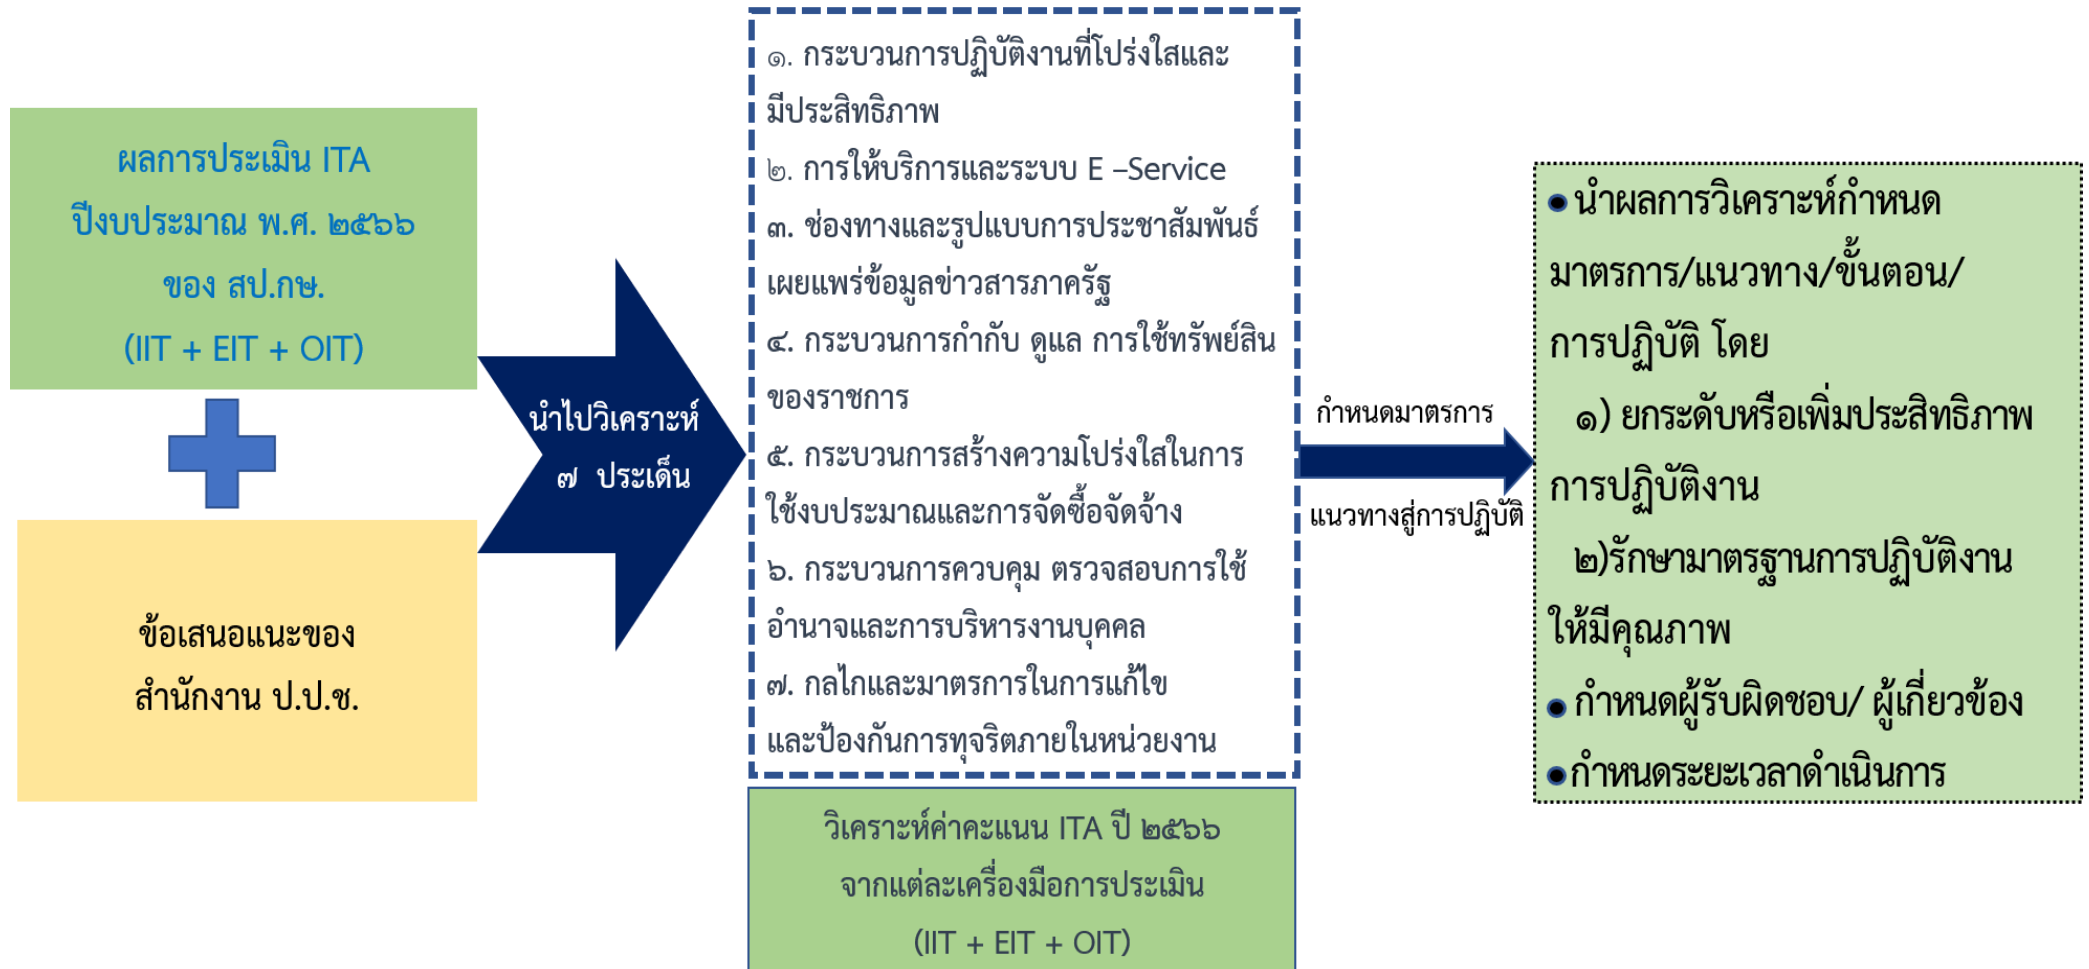 ผลการประเมิน ITA
ปีงบประมาณ พ.ศ. ๒๕๖๖
ของ สป.กษ.
(IIT + EIT + OIT)
ข้อเสนอแนะของ
สำนักงาน ป.ป.ช.
นำไปวิเคราะห์
๗ ประเด็น
๑. กระบวนการปฏิบัติงานที่โปร่งใสและ
มีประสิทธิภาพ
๒. การให้บริการและระบบ E –Service
๓. ช่องทางและรูปแบบการประชาสัมพันธ์
เผยแพร่ข้อมูลข่าวสารภาครัฐ
๔. กระบวนการกำกับ ดูแล การใช้ทรัพย์สิน
ของราชการ
๕. กระบวนการสร้างความโปร่งใสในการ
ใช้งบประมาณและการจัดซื้อจัดจ้าง
๖. กระบวนการควบคุม ตรวจสอบการใช้
อำนาจและการบริหารงานบุคคล
๗. กลไกและมาตรการในการแก้ไข
และป้องกันการทุจริตภายในหน่วยงาน
วิเคราะห์ค่าคะแนน ITA ปี ๒๕๖๖
จากแต่ละเครื่องมือการประเมิน
(IIT + EIT + OIT)
กำหนดมาตรการ
แนวทางสู่การปฏิบัติ
● นำผลการวิเคราะห์กำหนด
มาตรการ/แนวทาง/ขั้นตอน/
การปฏิบัติ โดย
๑) ยกระดับหรือเพิ่มประสิทธิภาพ
การปฏิบัติงาน
๒)รักษามาตรฐานการปฏิบัติงาน
ให้มีคุณภาพ
● กำหนดผู้รับผิดชอบ/ ผู้เกี่ยวข้อง
● กำหนดระยะเวลาดำเนินการ